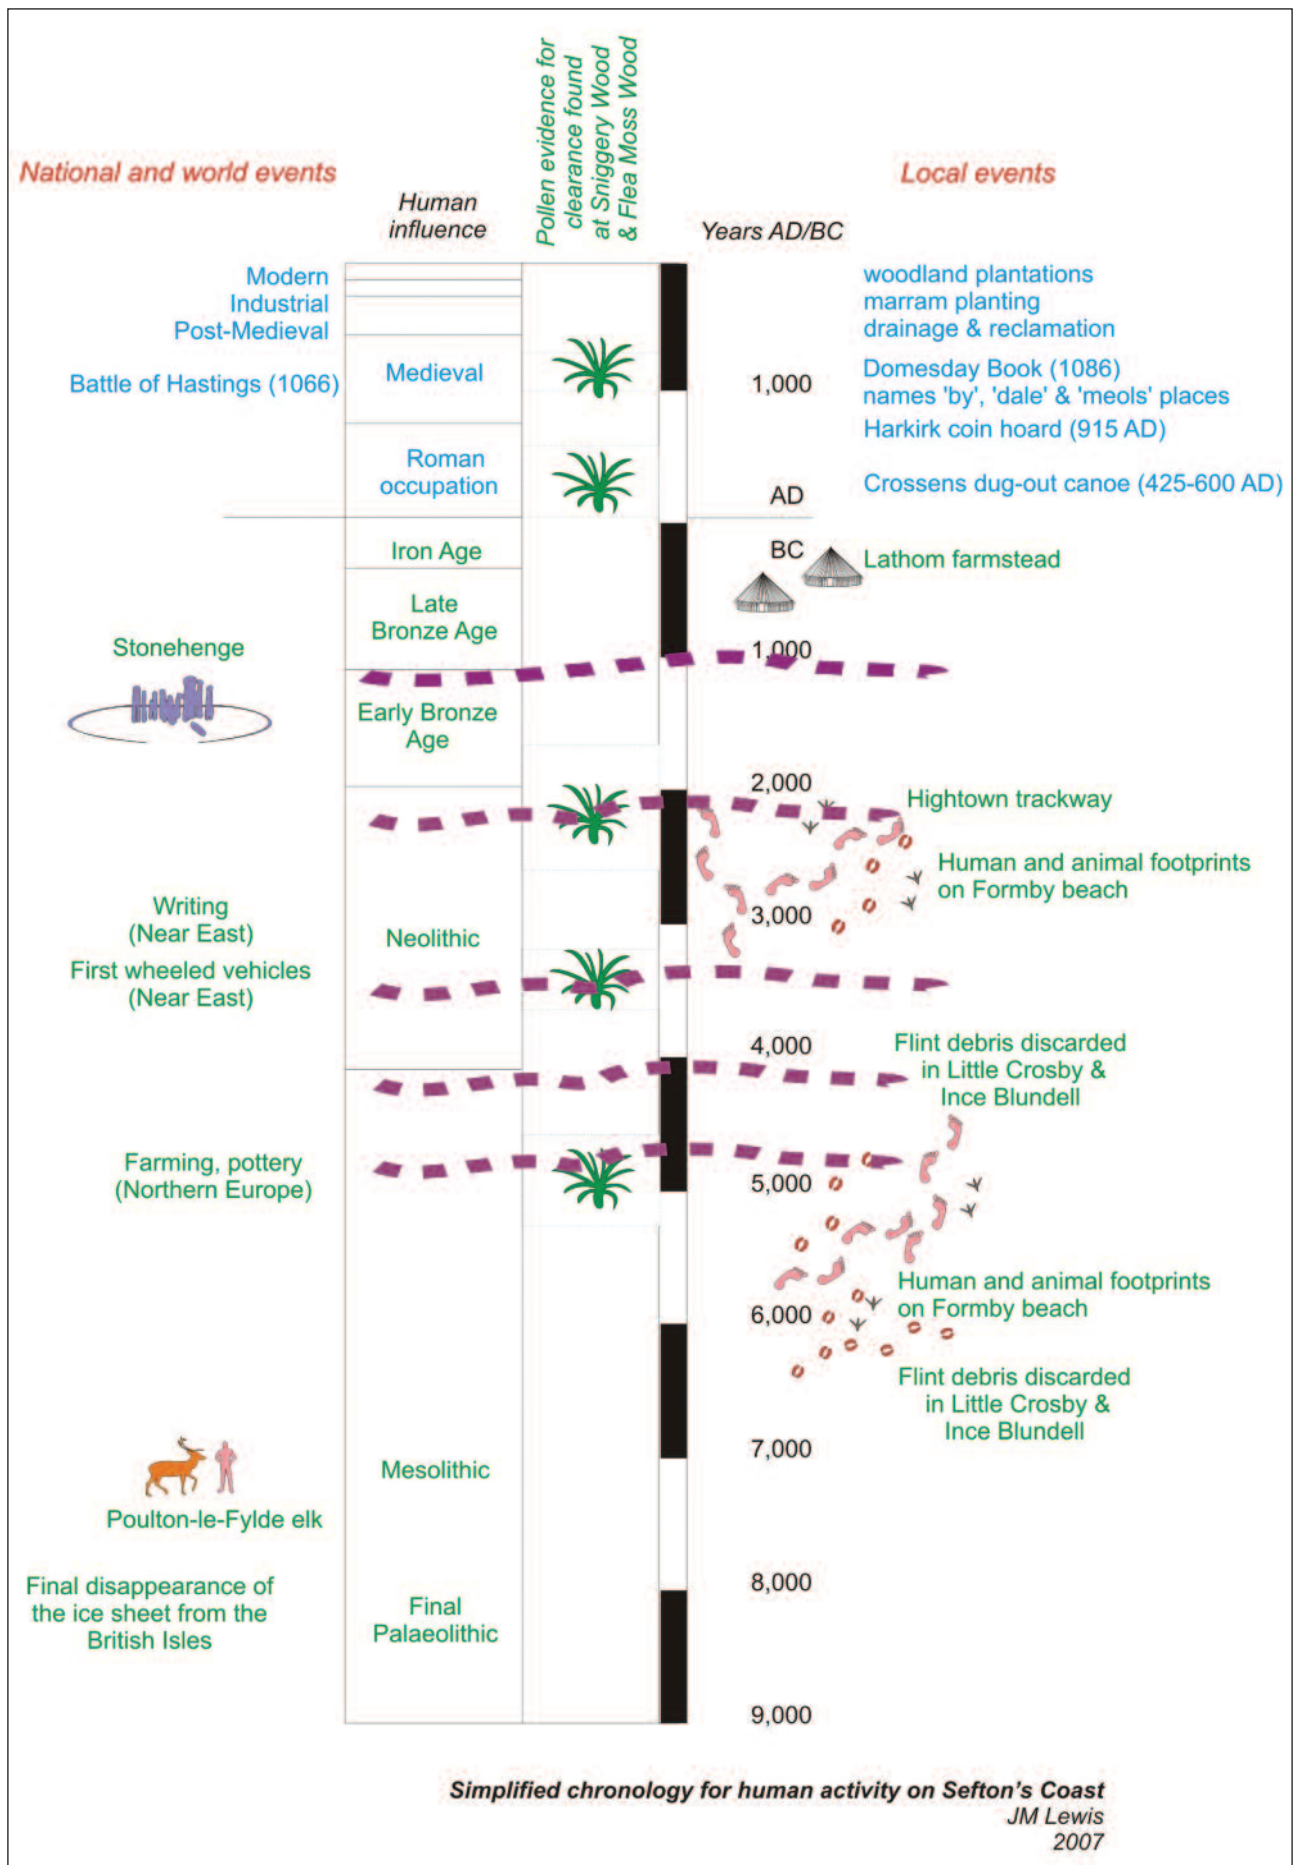 Pollen evidence for
clearance found
at Sniggery Wood
& Flea Moss Wood
National and world events
Local events
Human
influence
Years AD/BC
Modern
Industrial
Post-Medieval
Battle of Hastings (1066)
Medieval
1,000
woodland plantations
marram planting
drainage & reclamation
Domesday Book (1086)
names 'by', 'dale' & 'meols' places
Harkirk coin hoard (915 AD)
Roman
occupation
AD
Crossens dug-out canoe (425-600 AD)
Iron Age
BC
Lathom farmstead
Late
Bronze Age
1,000
Stonehenge
Early Bronze
Age
2,000
Hightown trackway
Human and animal footprints
on Formby beach
Writing
(Near East)
First wheeled vehicles
(Near East)
Neolithic
3,000
4,000
Flint debris discarded
in Little Crosby &
Ince Blundell
Farming, pottery
(Northern Europe)
5,000
Human and animal footprints
on Formby beach
6,000
Flint debris discarded
in Little Crosby &
Ince Blundell
7,000
Mesolithic
Poulton-le-Fylde elk
8,000
Final disappearance of
the ice sheet from the
British Isles
Final
Palaeolithic
9,000
Simplified chronology for human activity on Sefton's Coast
JM Lewis
2007